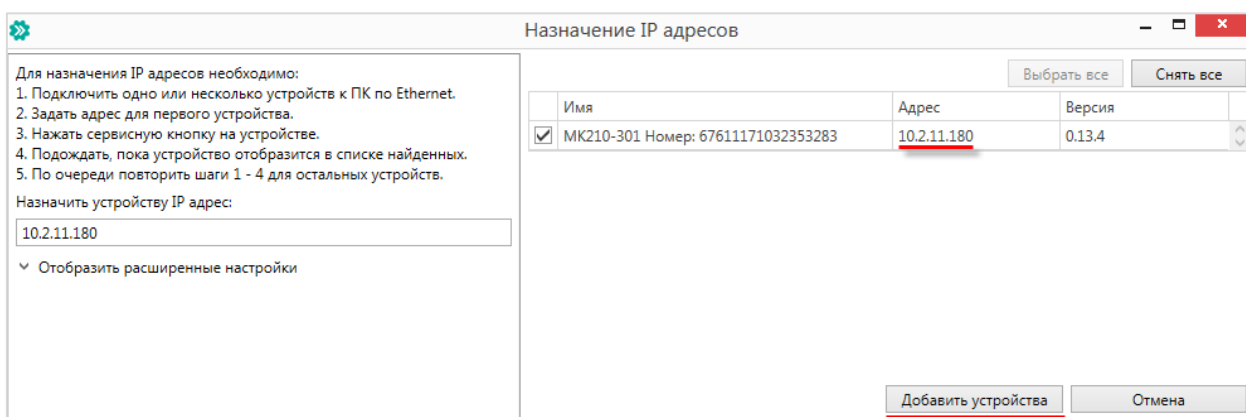 Назначение IP адресов
Для назначения IP адресов необходимо:
1. Подключить одно или несколько устройств к ПК по Ethernet.
2. Задать адрес для первого устройства.
3. Нажать сервисную кнопку на устройстве.
4. Подождать, пока устройство отобразится в списке найденных.
5. По очереди повторить шаги 1 - 4 для остальных устройств.
Назначить устройству IP адрес:
10.2.11.180
Отобразить расширенные настройки
Выбрать все Снять все
Имя Адрес Версия
МК210-301 Номер: 67611171032353283 10.2.11.180 0.13.4
Добавить устройства Отмена